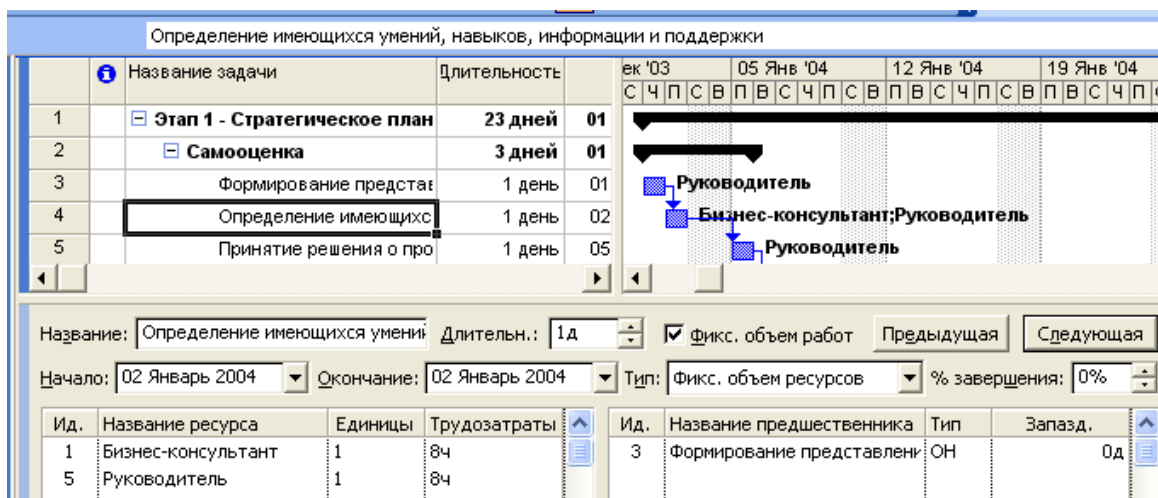 Определение имеющихся умений, навыков, информации и поддержки
Название задачи Длительность ек '03 05 Янв '04 12 Янв '04 19 Янв '04
С Ч П С В П В С Ч П С В П В С Ч П С В П В С Ч П
1 Этап 1 - Стратегическое план 23 дней 01
2 Самооценка 3 дней 01
3 Формирование представ 1 день 01 Руководитель
4 Определение имеющихс 1 день 02 Бизнес-консультант;Руководитель
5 Принятие решения о про 1 день 05 Руководитель
Название: Определение имеющихся умений Длительн.: 1д Фикс. объем работ Предыдущая Следующая
Начало: 02 Январь 2004 Окончание: 02 Январь 2004 Тип: Фикс. объем ресурсов % завершения: 0%
Ид. Название ресурса Единицы Трудозатраты Ид. Название предшественника Тип Запазд.
1 Бизнес-консультант 1 8ч 3 Формирование представлени ОН 0д
5 Руководитель 1 8ч